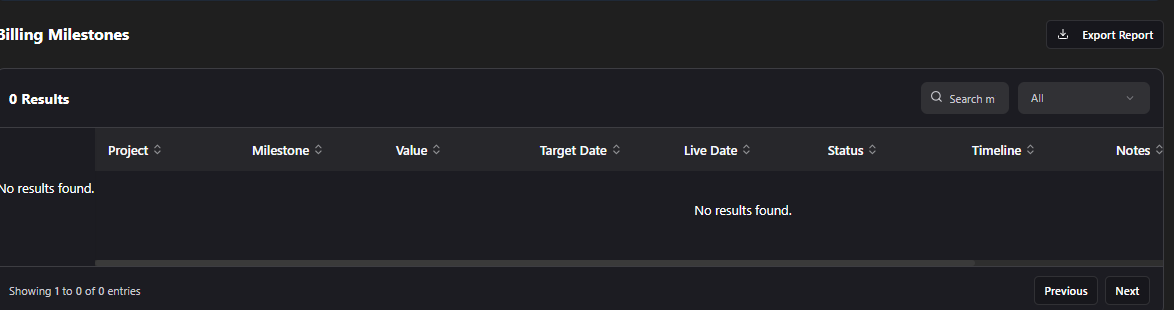 Billing Milestones
Export Report
0 Results
Search m
All
Project Milestone Value Target Date Live Date Status Timeline Notes
No results found.
No results found.
Showing 1 to 0 of 0 entries
Previous Next